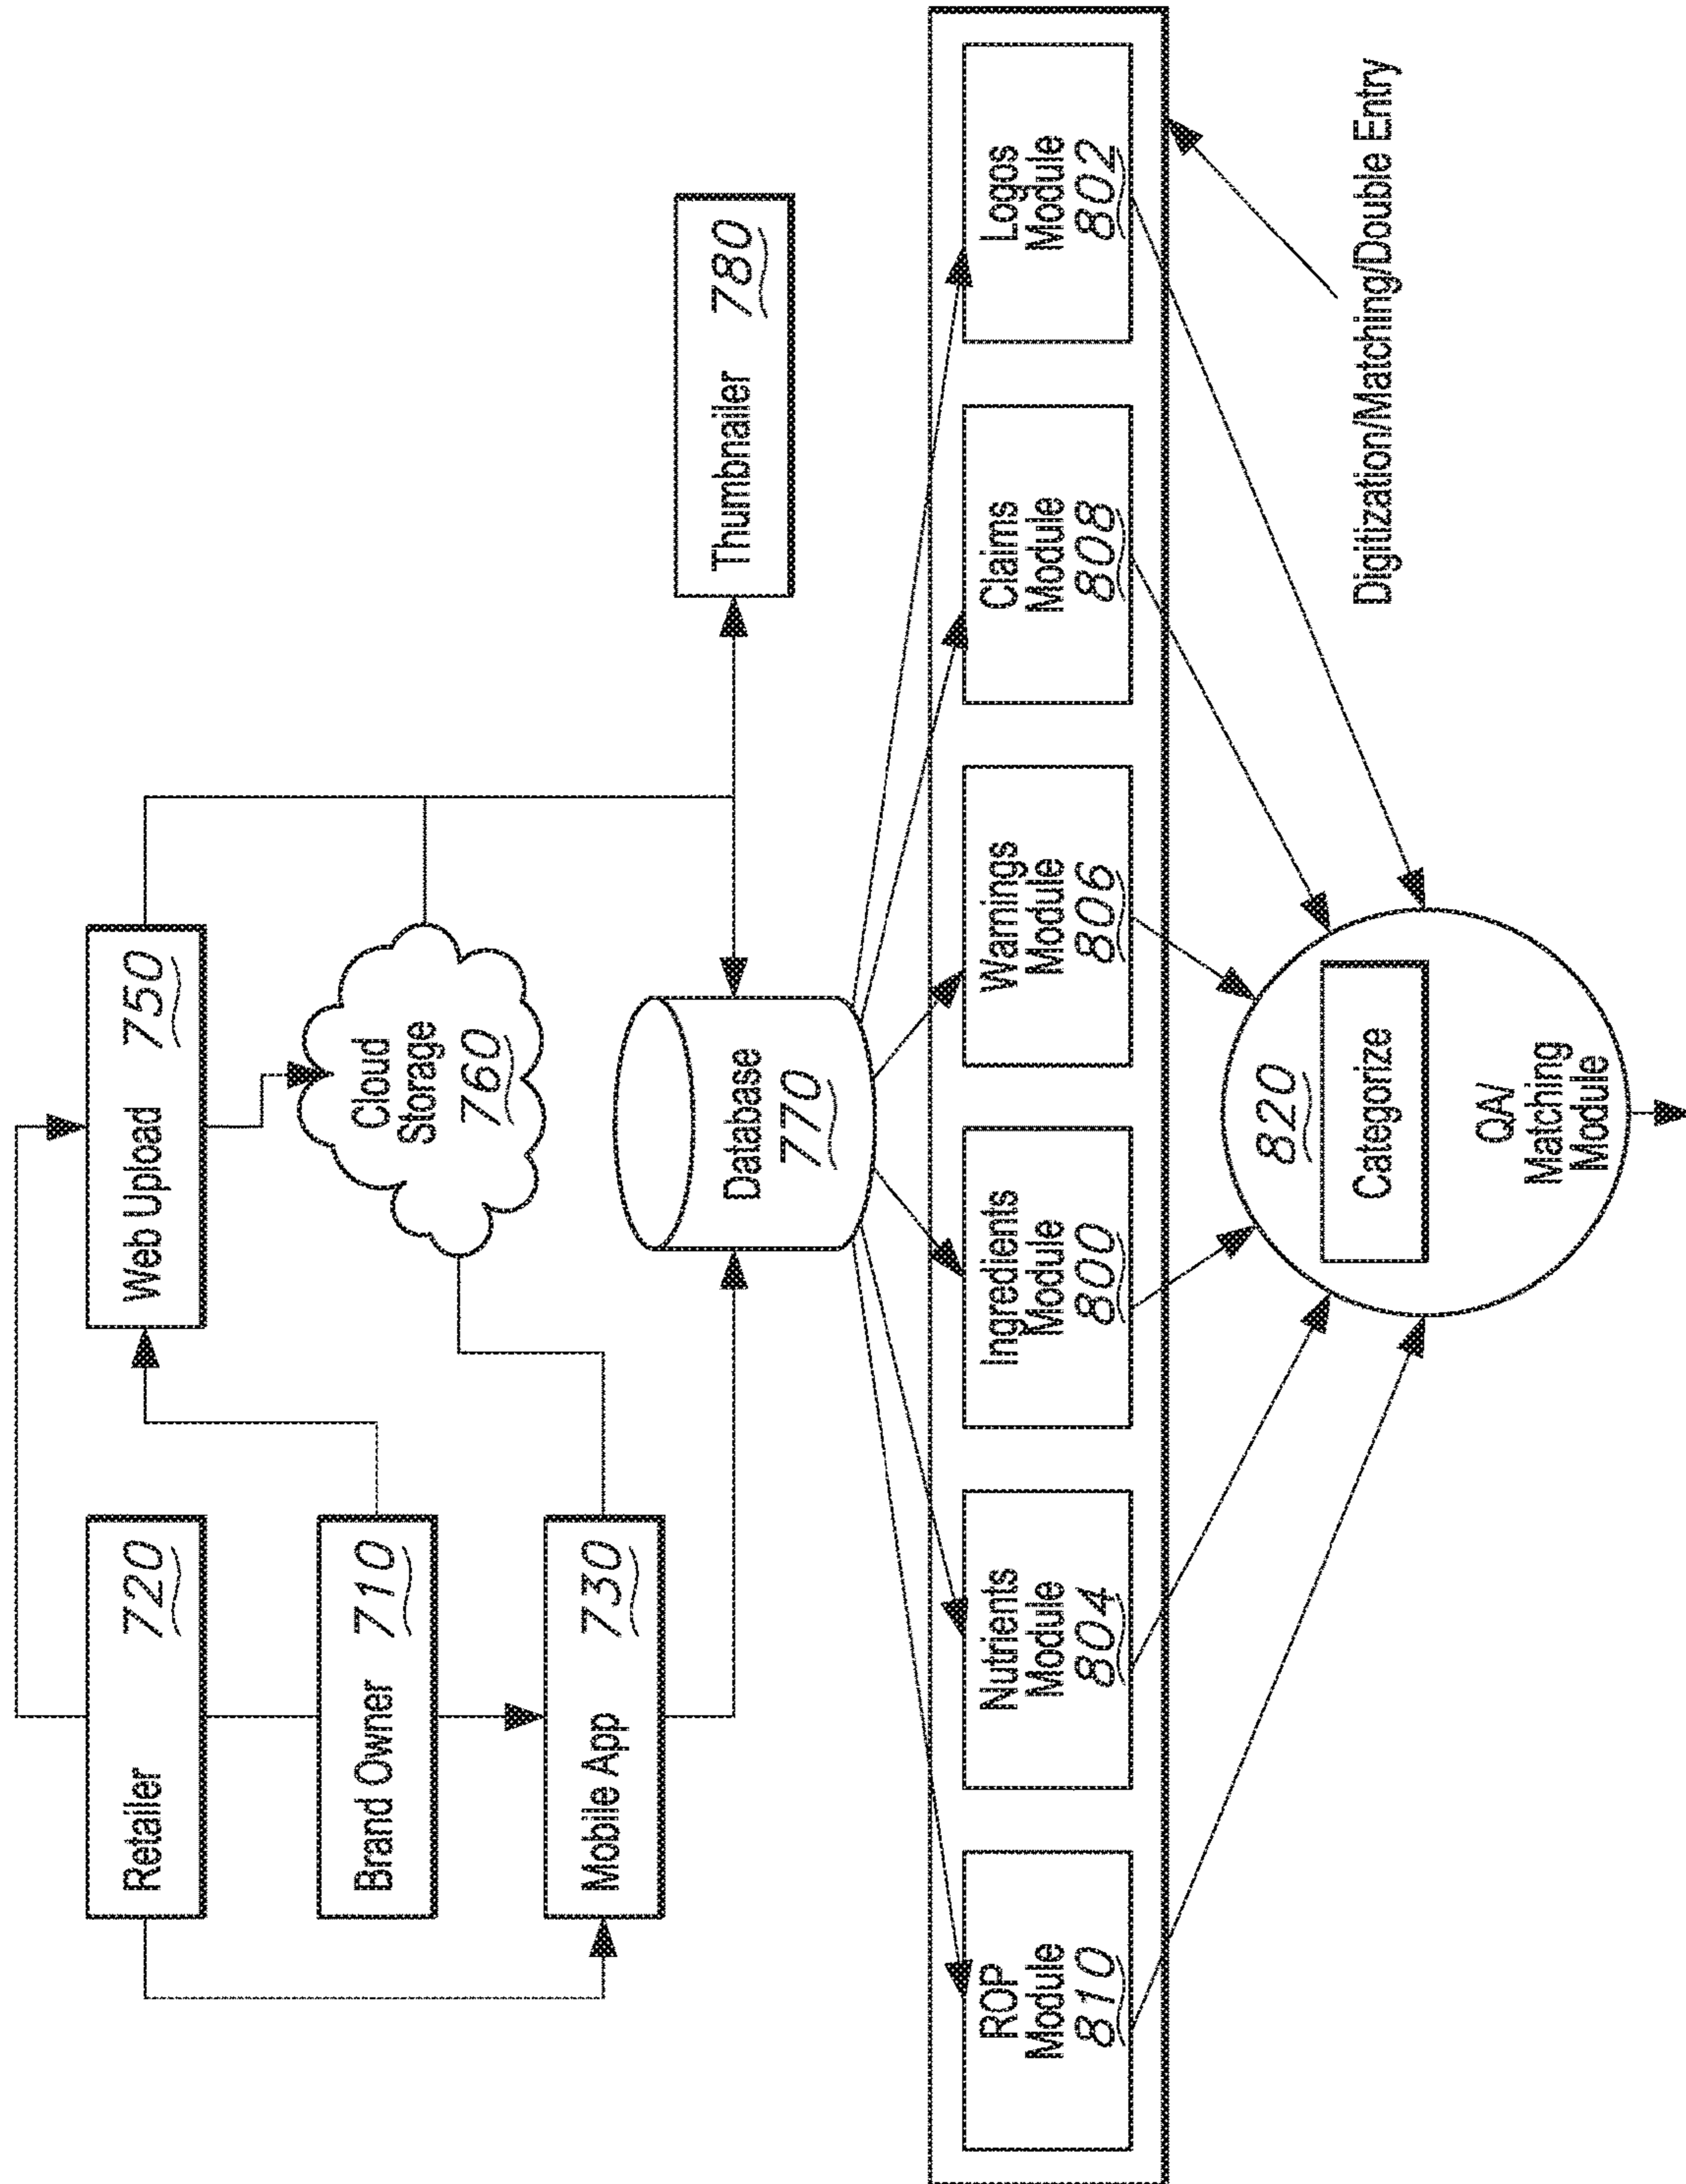 Retailer 720
Web Upload 750
Brand Owner 710
Cloud
Storage
760
Mobile App 730
Database
770
Thumbnailer 780
ROP
Module
810
Nutrients
Module
804
Ingredients
Module
800
Warnings
Module
806
Claims
Module
808
Logos
Module
802
820
Categorize
QA/
Matching
Module
Digitization/Matching/Double Entry